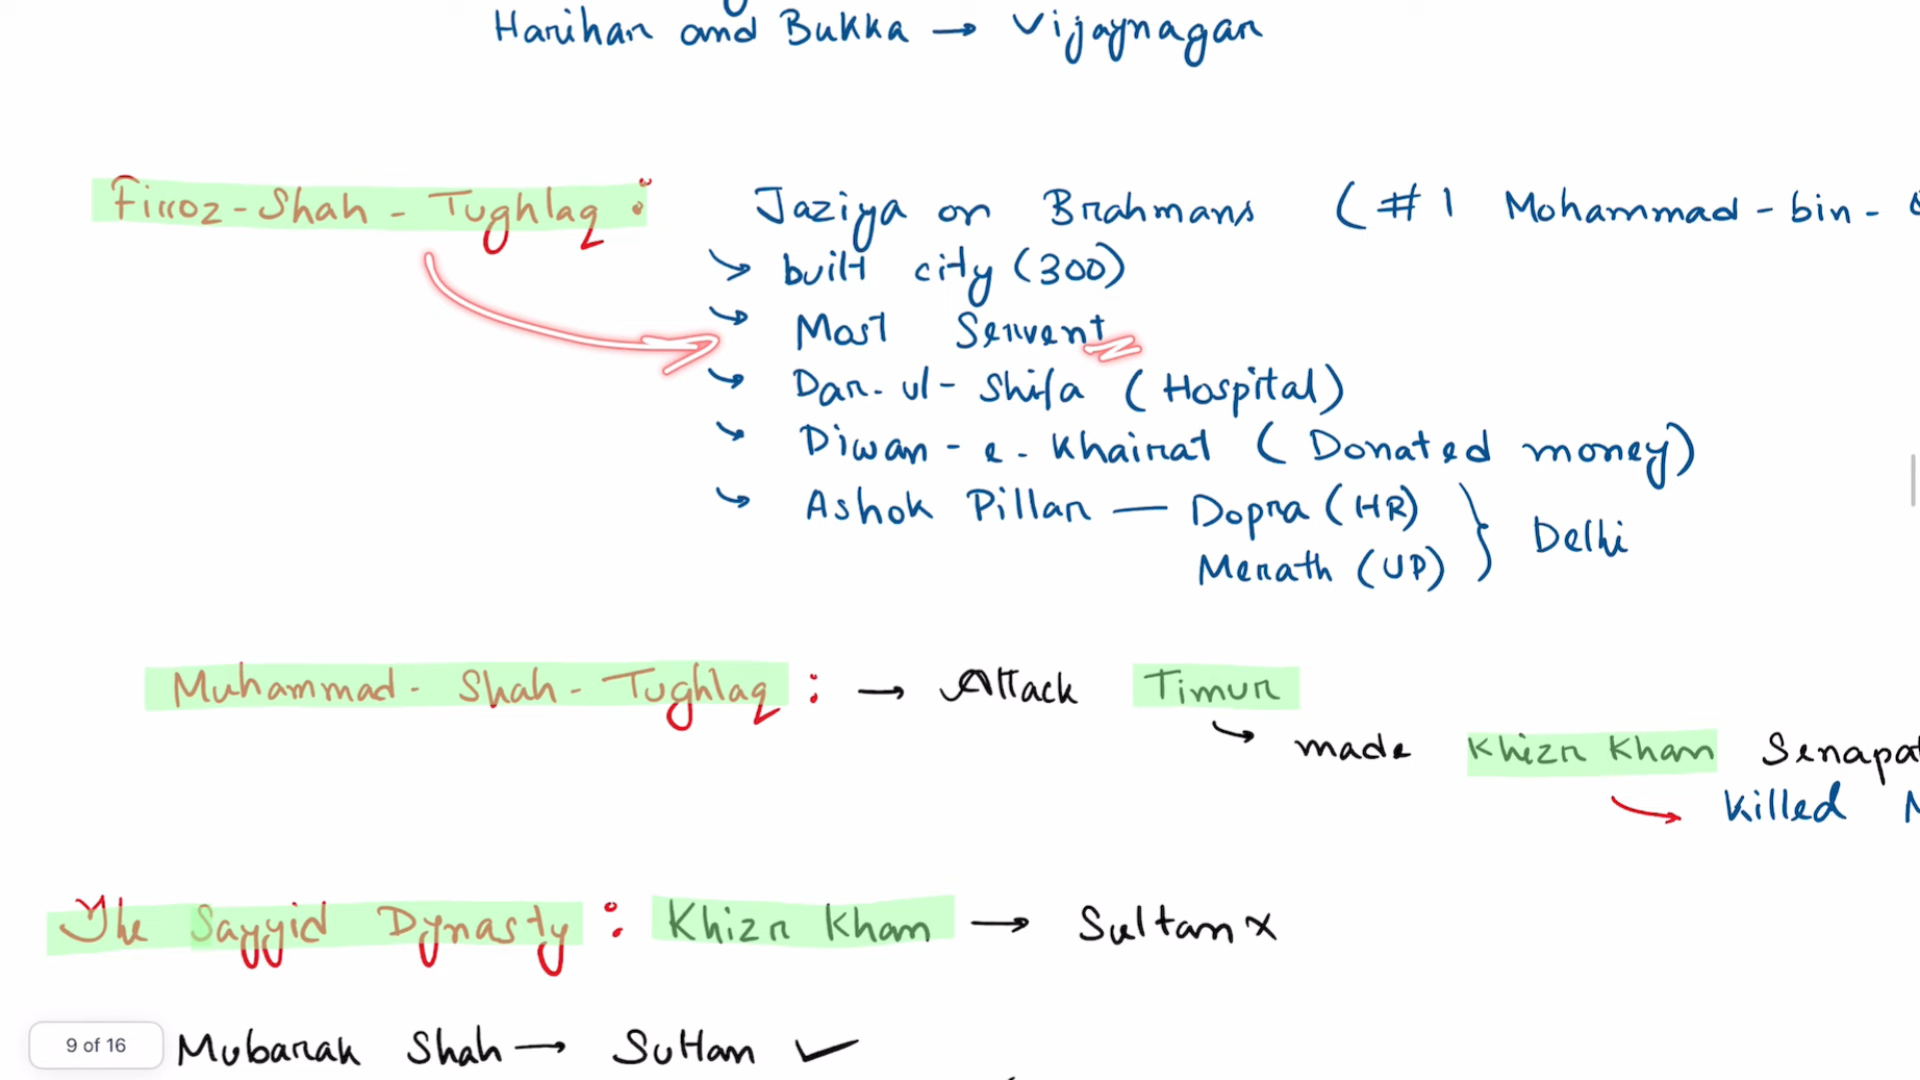 Harihar and Bukka → Vijaynagar
Firoz-Shah-Tughlaq : Jaziya on Brahmans (#1 Mohammad-bin-
built city (300)
Most Servent
Dar-ul-Shifa (Hospital)
Diwan-e-Khairat (Donated money)
Ashok Pillar — Dopra (HR)
Merath (UP) } Delhi
Muhammad-Shah-Tughlaq : → Attack Timur
made Khizr Khan Senapat
Killed
The Sayyid Dynasty : Khizr Khan → Sultan x
9 of 16
Mubarak Shah → Sultan ✓